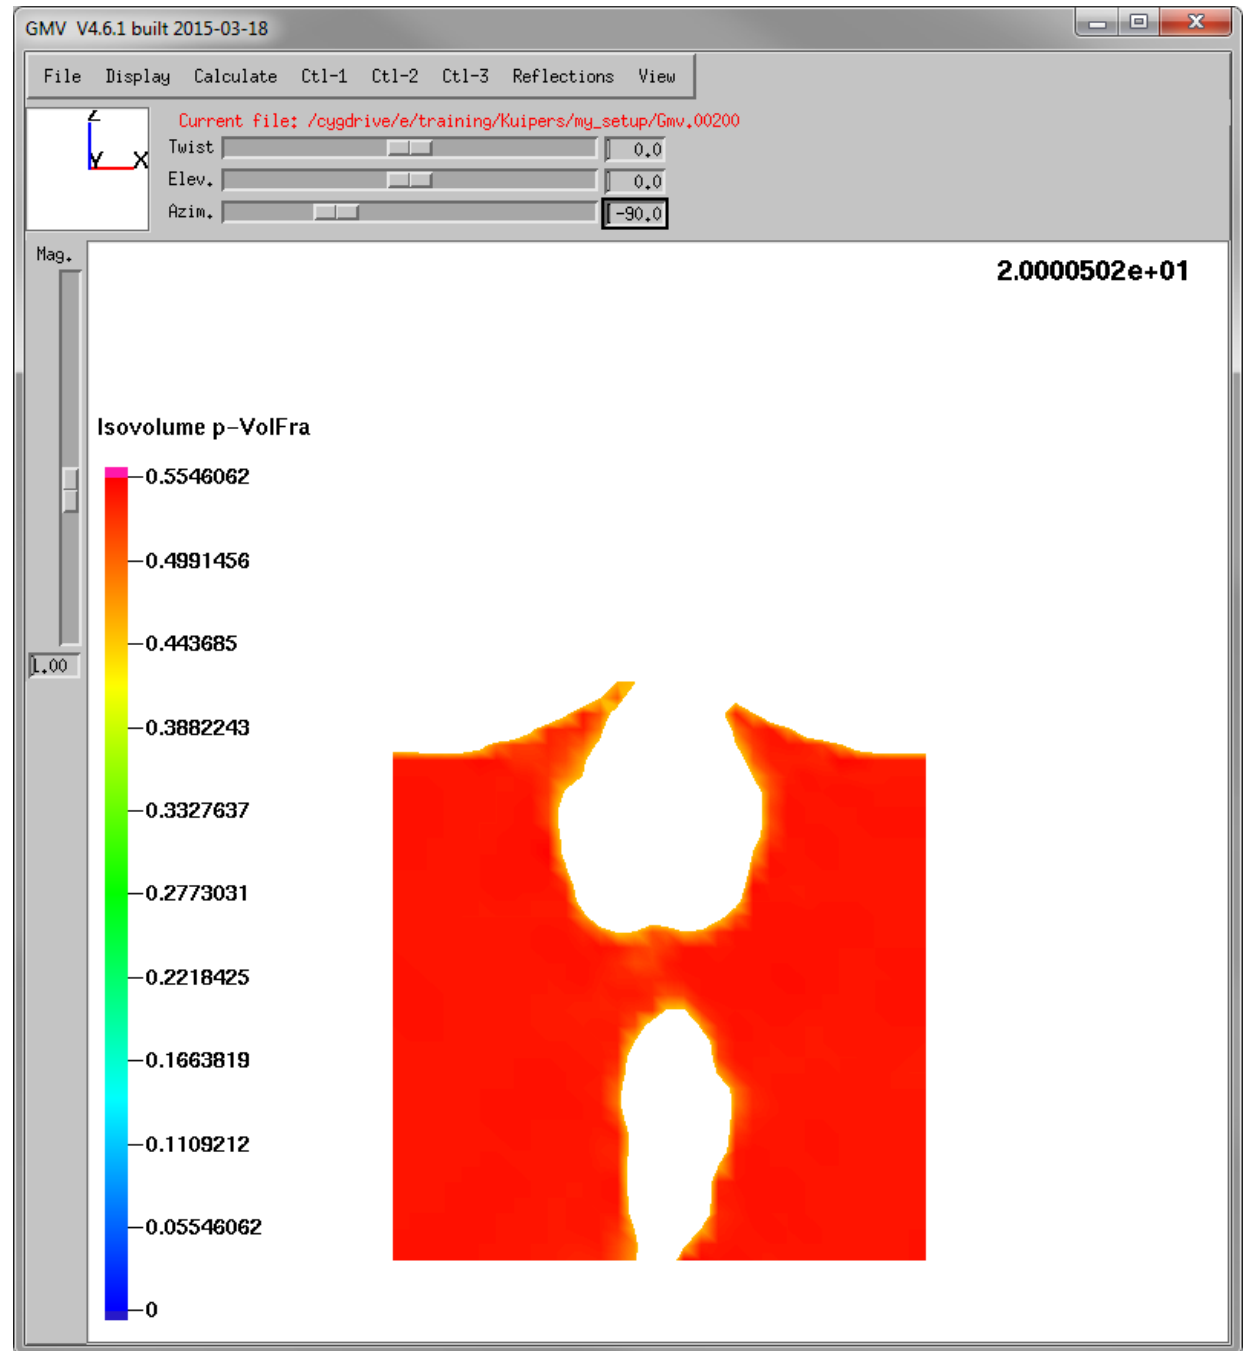 GMV V4.6.1 built 2015-03-18
File Display Calculate Ctl-1 Ctl-2 Ctl-3 Reflections View
Z
Y X
Current file: /cygdrive/e/training/Kuipers/my_setup/Gmv.00200
Twist 0.0
Elev. 0.0
Azim. -90.0
Mag.
2.0000502e+01
Isovolume p-VolFra
0.5546062
0.4991456
0.443685
1.00
0.3882243
0.3327637
0.2773031
0.2218425
0.1663819
0.1109212
0.05546062
0